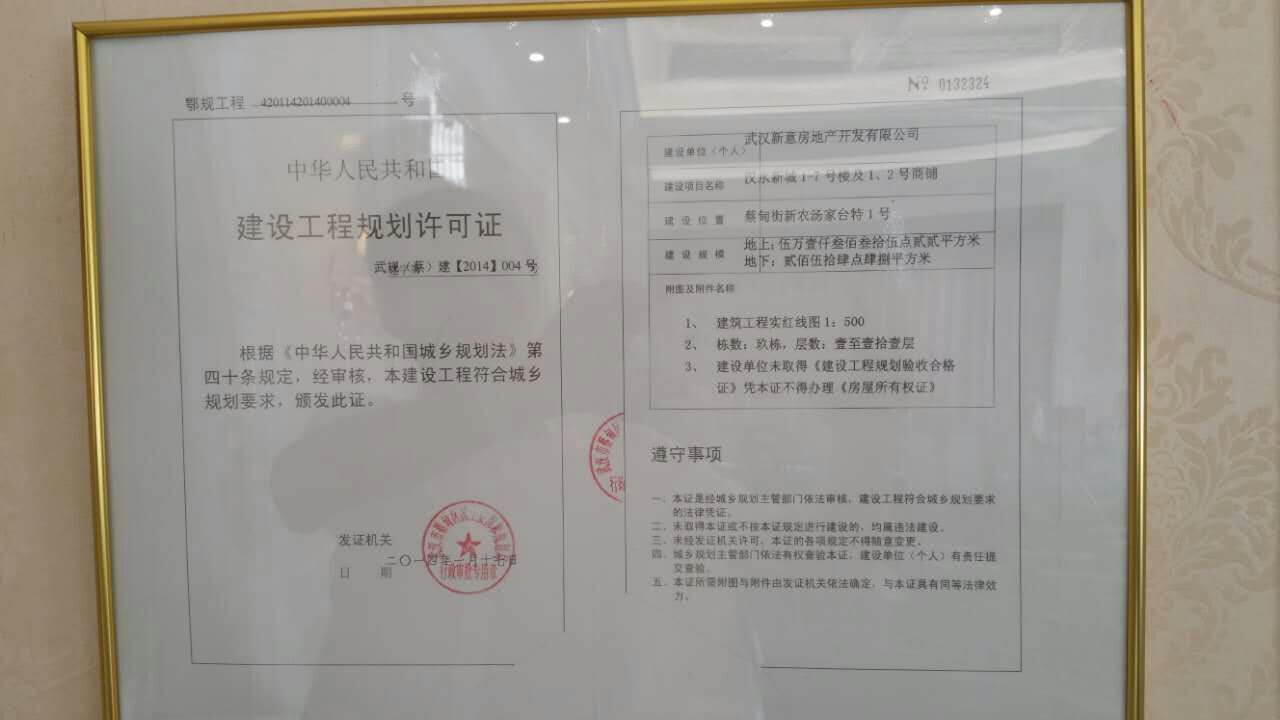 鄂规工程 420114201400004 号
中华人民共和国
建设工程规划许可证
武规(蔡)建【2014】004 号
根据《中华人民共和国城乡规划法》第
四十条规定，经审核，本建设工程符合城乡
规划要求，颁发此证。
发证机关
二〇一四年一月十七日
日 期
行政审批专用章
№ 0132324
建设单位（个人） 武汉新意房地产开发有限公司
建设项目名称 汉水新城1-7号楼及1、2号商铺
建设位置 蔡甸街新农汤家台特1号
建设规模 地上：伍万壹仟叁佰叁拾伍点贰贰平方米
地下：贰佰伍拾肆点肆捌平方米
附图及附件名称
1、 建筑工程实红线图1：500
2、 栋数：玖栋，层数：壹至壹拾壹层
3、 建设单位未取得《建设工程规划验收合格
证》凭本证不得办理《房屋所有权证》
遵守事项
一、本证是经城乡规划主管部门依法审核，建设工程符合城乡规划要求
的法律凭证。
二、未取得本证或不按本证规定进行建设的，均属违法建设。
三、未经发证机关许可，本证的各项规定不得随意变更。
四、城乡规划主管部门依法有权查验本证，建设单位（个人）有责任提
交查验。
五、本证所需附图与附件由发证机关依法确定，与本证具有同等法律效
力。